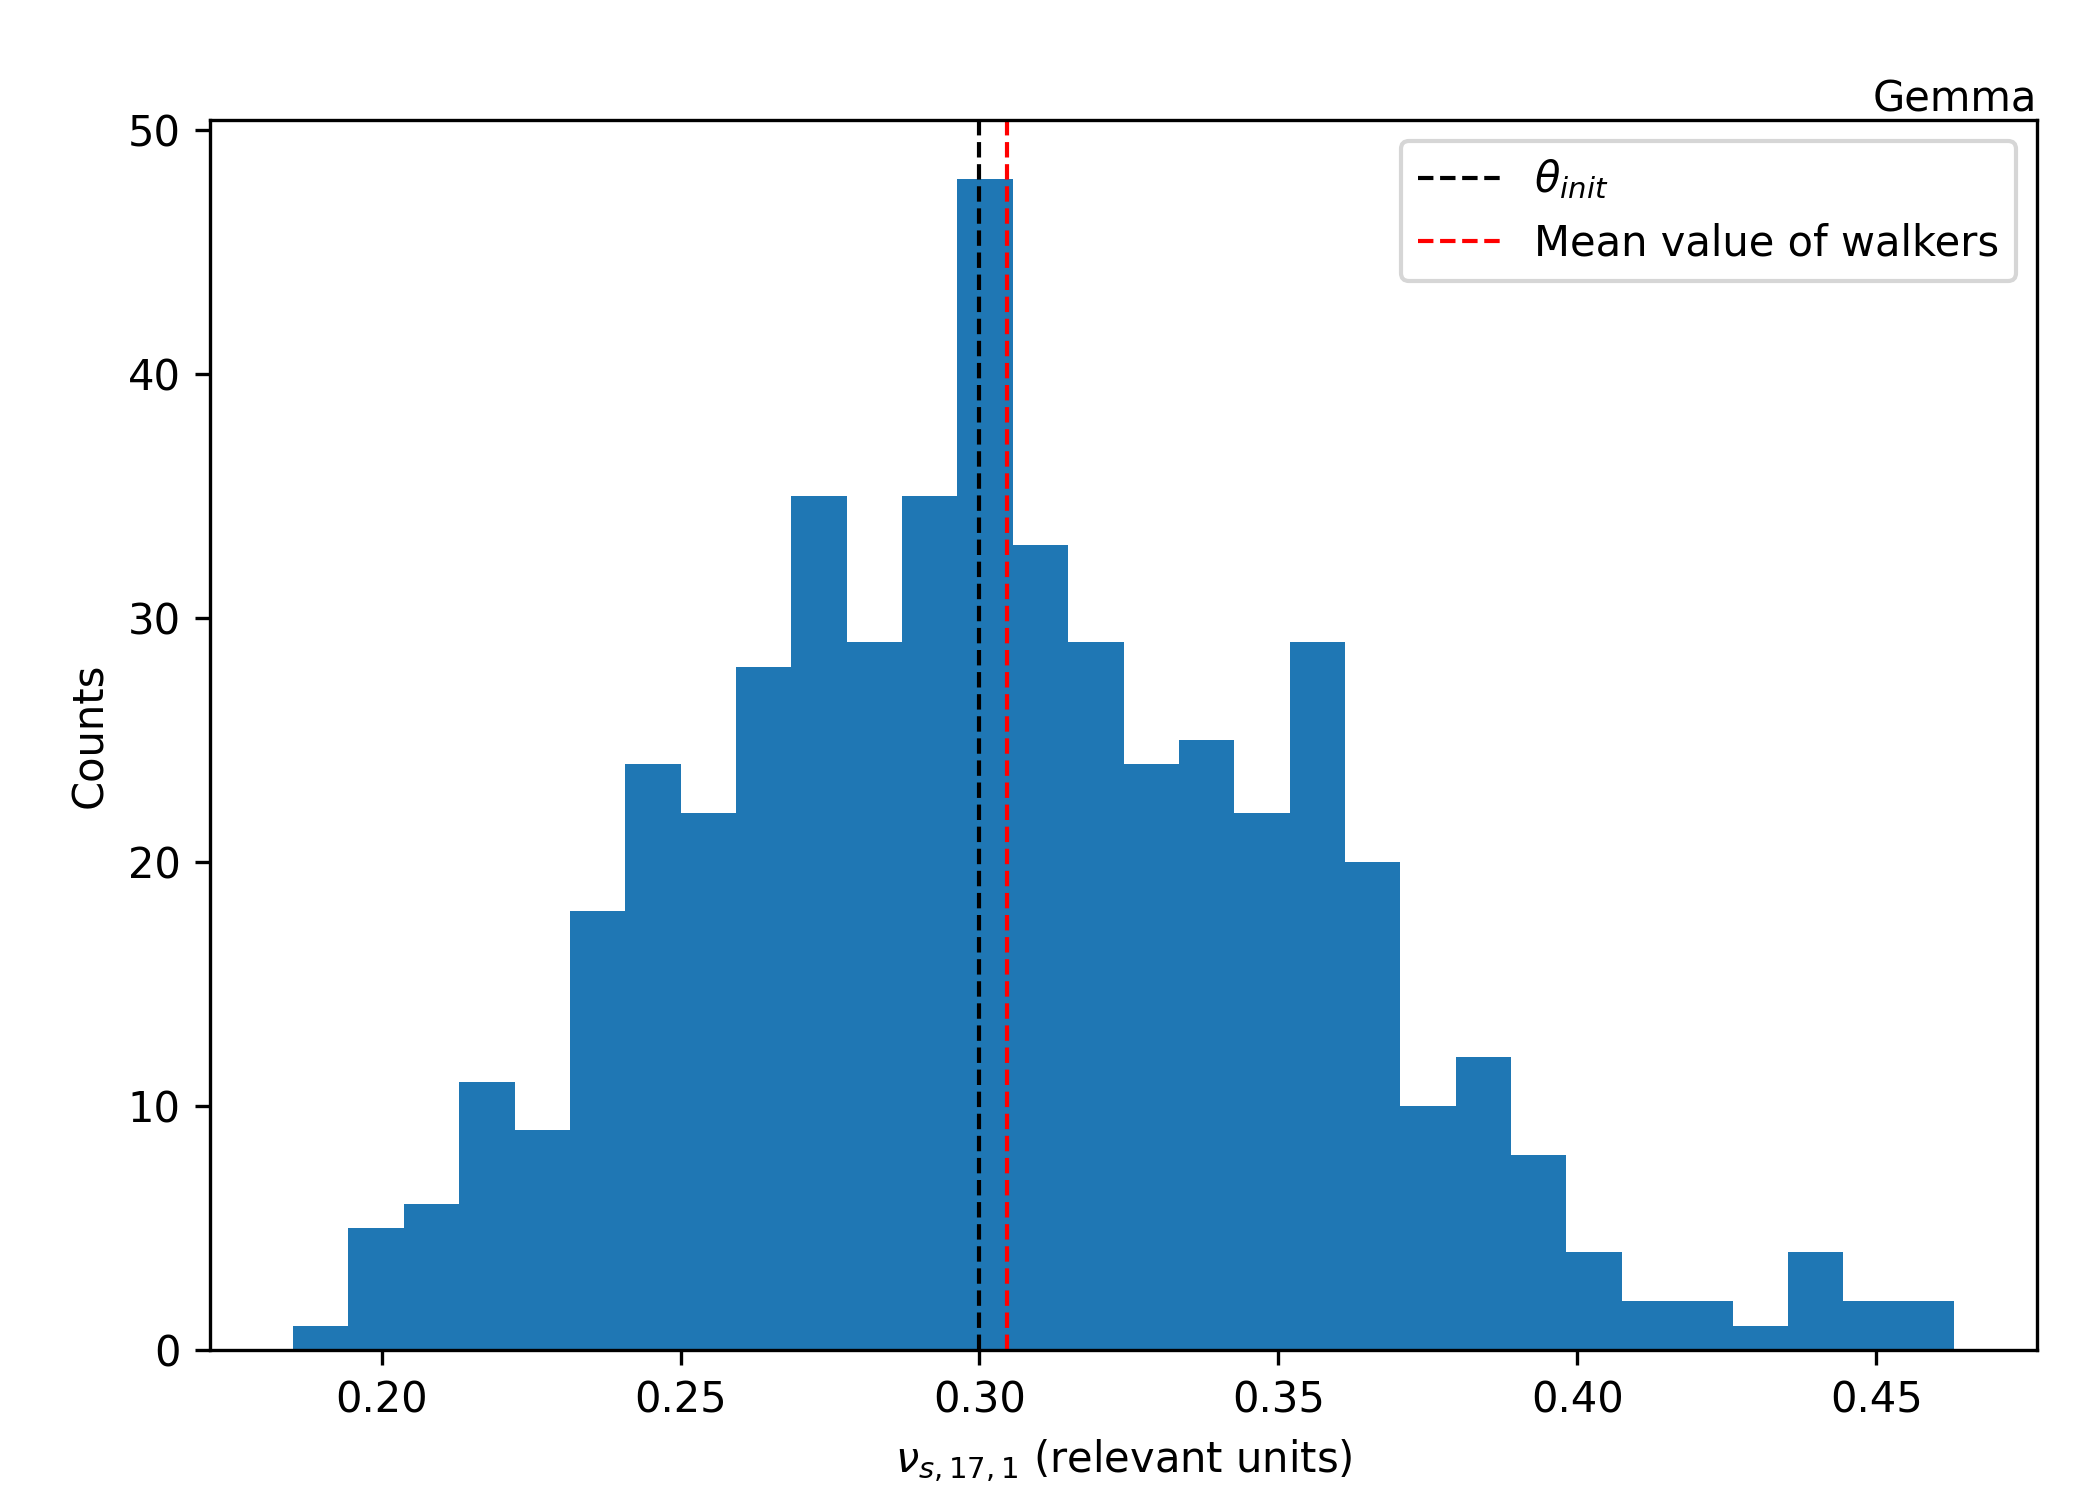 Gemma
50
40
30
20
10
0
Counts
θinit
Mean value of walkers
0.20 0.25 0.30 0.35 0.40 0.45
νs,17,1 (relevant units)